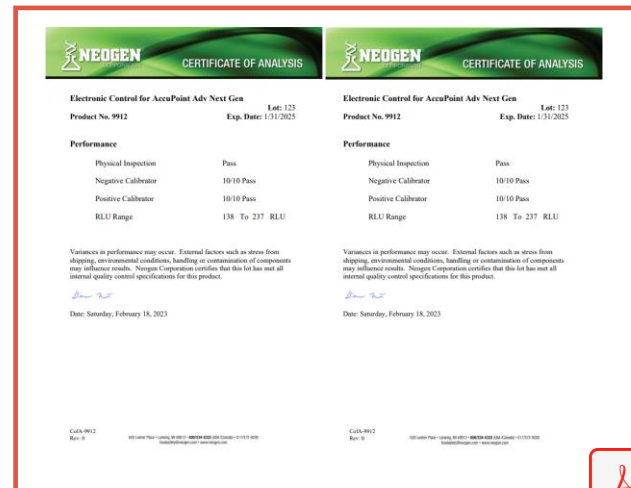 NEOGEN
CERTIFICATE OF ANALYSIS
Electronic Control for AccuPoint Adv Next Gen
Lot: 123
Product No. 9912 Exp. Date: 1/31/2025
Performance
Physical Inspection Pass
Negative Calibrator 10/10 Pass
Positive Calibrator 10/10 Pass
RLU Range 138 To 237 RLU
Variances in performance may occur. External factors such as stress from
shipping, environmental conditions, handling or contamination of components
may influence results. Neogen Corporation certifies that this lot has met all
internal quality control specifications for this product.
Date: Saturday, February 18, 2023
CofA-9912
Rev: 0
NEOGEN
CERTIFICATE OF ANALYSIS
Electronic Control for AccuPoint Adv Next Gen
Lot: 123
Product No. 9912 Exp. Date: 1/31/2025
Performance
Physical Inspection Pass
Negative Calibrator 10/10 Pass
Positive Calibrator 10/10 Pass
RLU Range 138 To 237 RLU
Variances in performance may occur. External factors such as stress from
shipping, environmental conditions, handling or contamination of components
may influence results. Neogen Corporation certifies that this lot has met all
internal quality control specifications for this product.
Date: Saturday, February 18, 2023
CofA-9912
Rev: 0